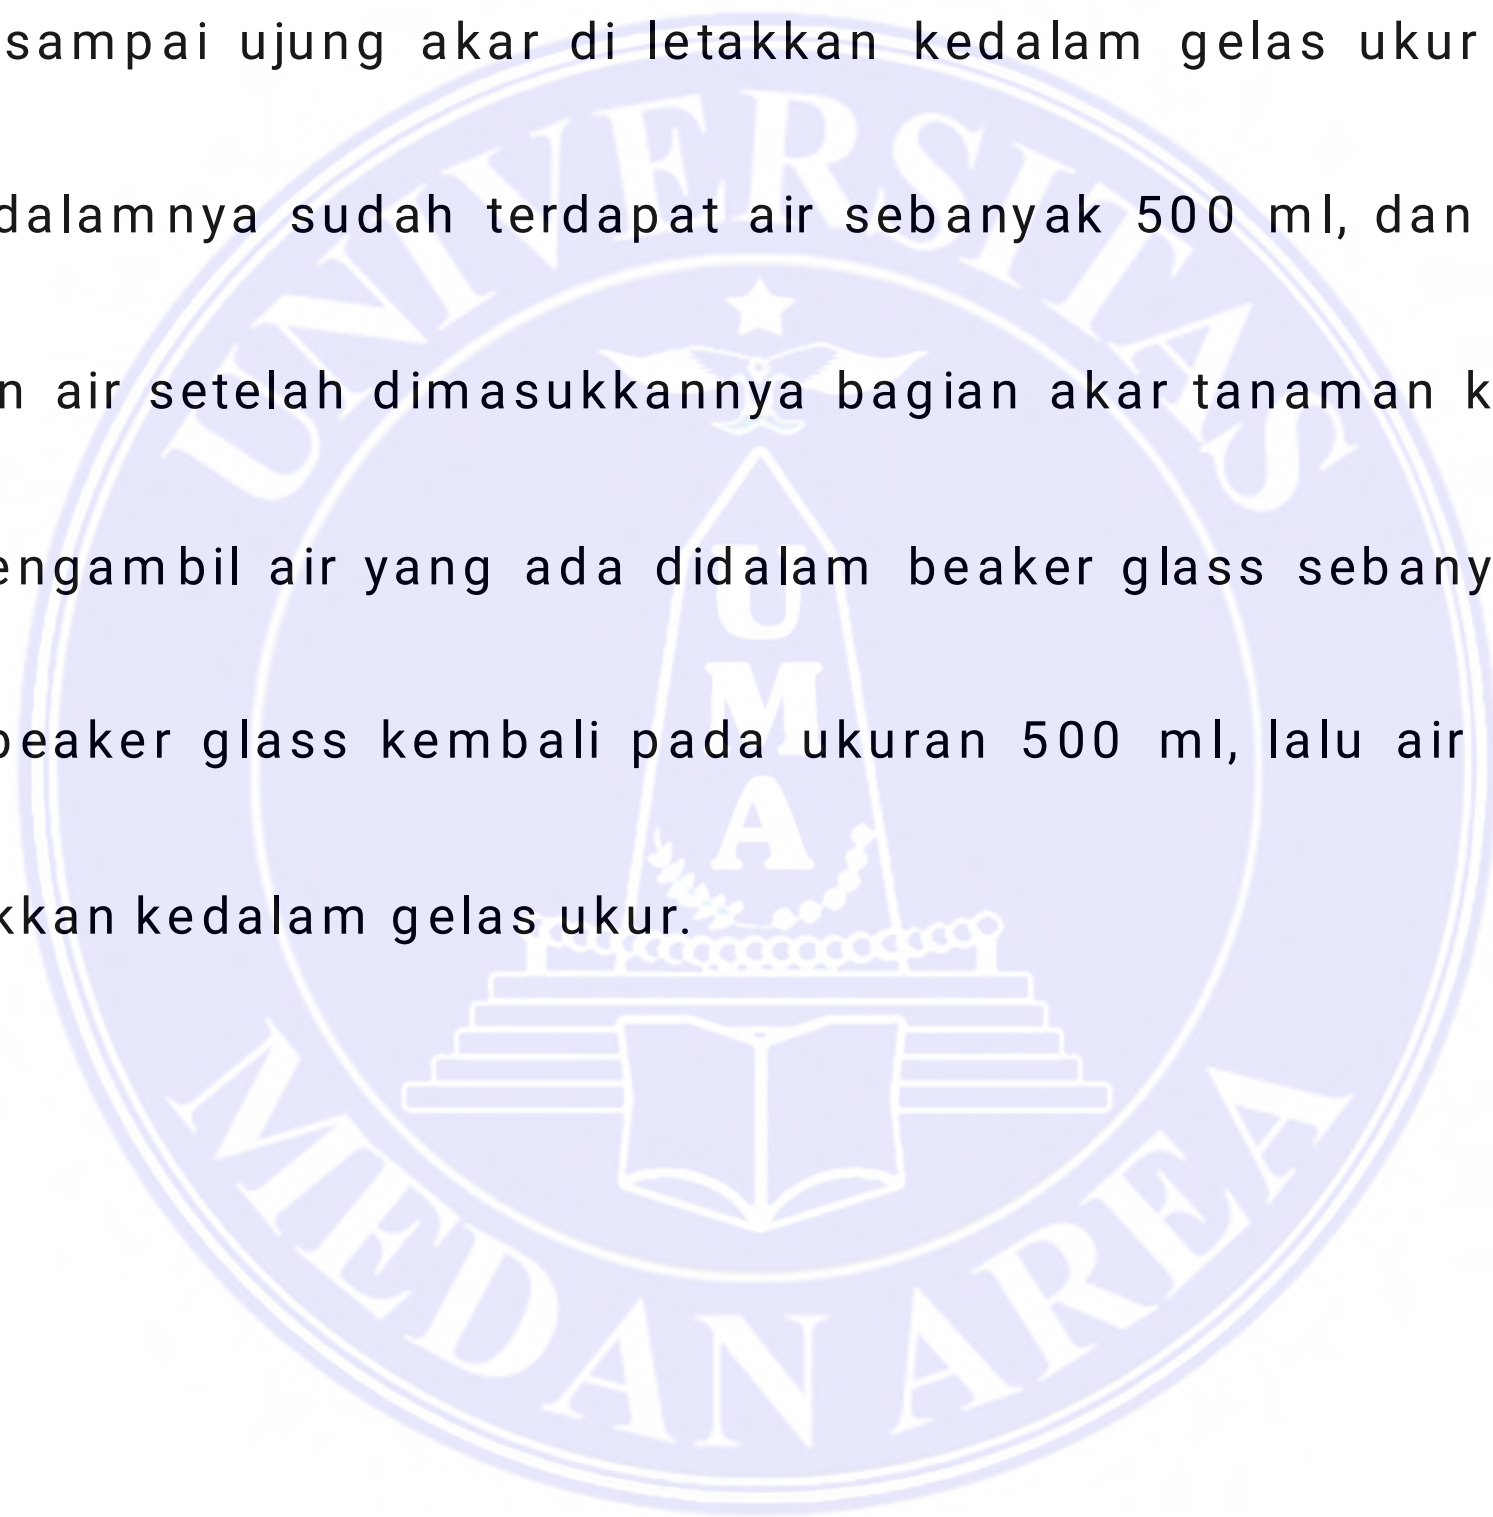 sampai ujung akar di letakkan kedalam gelas ukur
dalamnya sudah terdapat air sebanyak 500 ml, dan
n air setelah dimasukkannya bagian akar tanaman k
engambil air yang ada didalam beaker glass sebany
beaker glass kembali pada ukuran 500 ml, lalu air
kkan kedalam gelas ukur.
UNIVERSITAS
U
M
A
MEDAN AREA